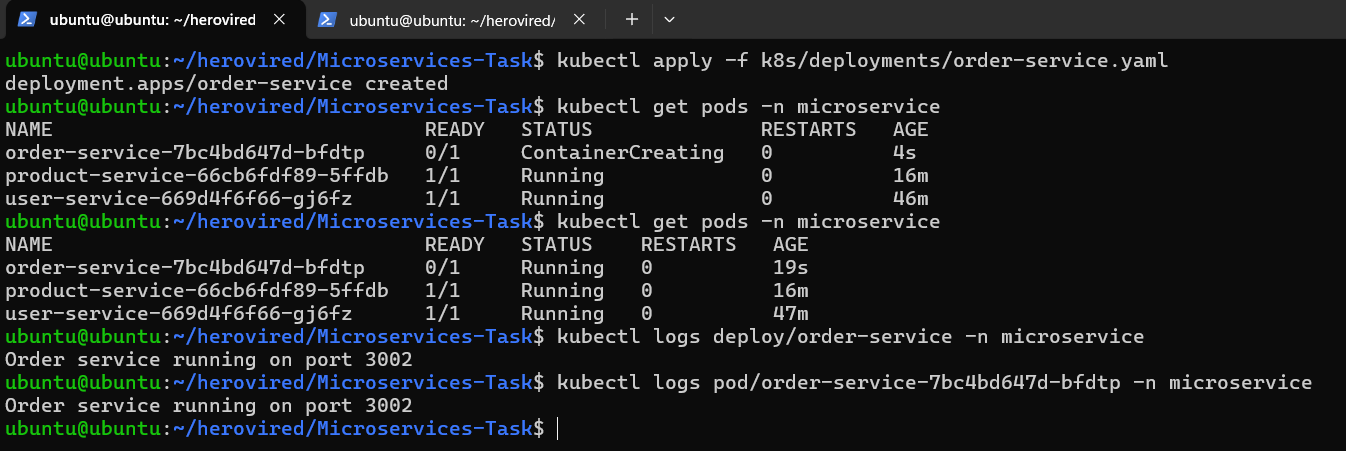 ubuntu@ubuntu: ~/herovired ubuntu@ubuntu: ~/herovired/
ubuntu@ubuntu:~/herovired/Microservices-Task$ kubectl apply -f k8s/deployments/order-service.yaml
deployment.apps/order-service created
ubuntu@ubuntu:~/herovired/Microservices-Task$ kubectl get pods -n microservice
NAME READY STATUS RESTARTS AGE
order-service-7bc4bd647d-bfdtp 0/1 ContainerCreating 0 4s
product-service-66cb6fdf89-5ffdb 1/1 Running 0 16m
user-service-669d4f6f66-gj6fz 1/1 Running 0 46m
ubuntu@ubuntu:~/herovired/Microservices-Task$ kubectl get pods -n microservice
NAME READY STATUS RESTARTS AGE
order-service-7bc4bd647d-bfdtp 0/1 Running 0 19s
product-service-66cb6fdf89-5ffdb 1/1 Running 0 16m
user-service-669d4f6f66-gj6fz 1/1 Running 0 47m
ubuntu@ubuntu:~/herovired/Microservices-Task$ kubectl logs deploy/order-service -n microservice
Order service running on port 3002
ubuntu@ubuntu:~/herovired/Microservices-Task$ kubectl logs pod/order-service-7bc4bd647d-bfdtp -n microservice
Order service running on port 3002
ubuntu@ubuntu:~/herovired/Microservices-Task$